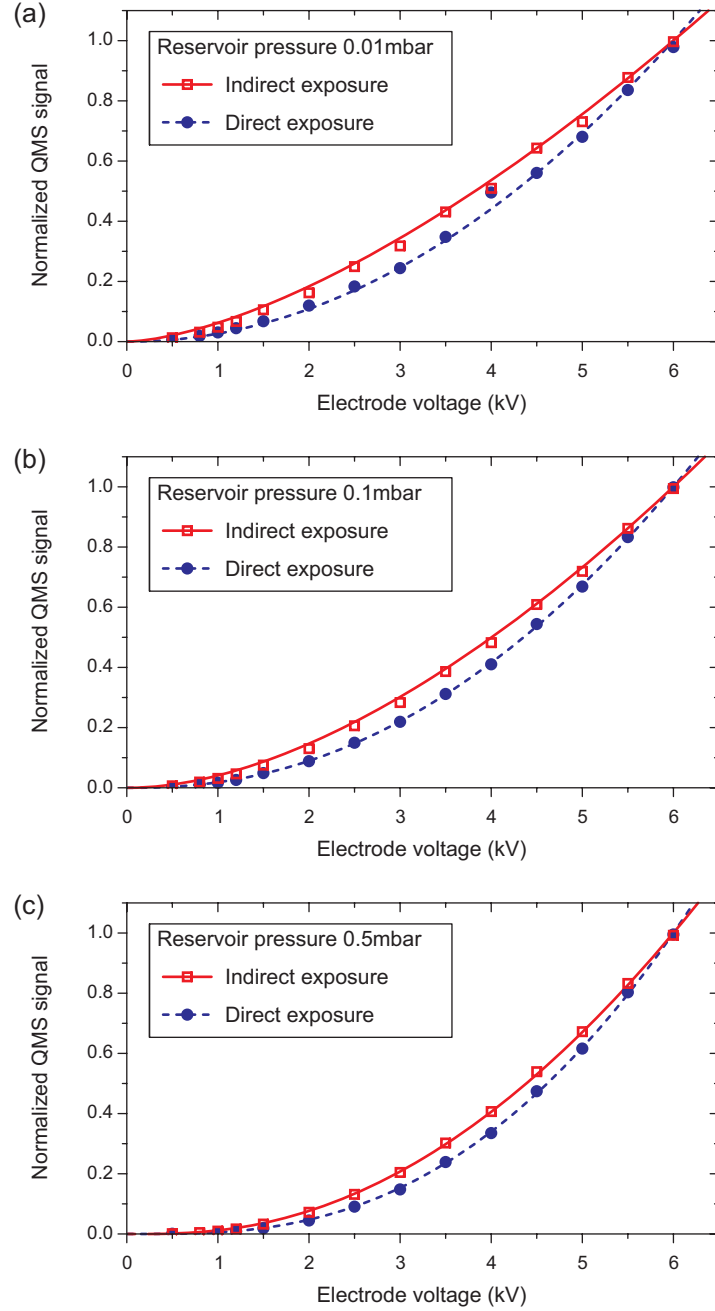 (a)
Reservoir pressure 0.01mbar
Indirect exposure
Direct exposure
Normalized QMS signal
1.0
0.8
0.6
0.4
0.2
0.0
0 1 2 3 4 5 6
Electrode voltage (kV)
(b)
Reservoir pressure 0.1mbar
Indirect exposure
Direct exposure
Normalized QMS signal
1.0
0.8
0.6
0.4
0.2
0.0
0 1 2 3 4 5 6
Electrode voltage (kV)
(c)
Reservoir pressure 0.5mbar
Indirect exposure
Direct exposure
Normalized QMS signal
1.0
0.8
0.6
0.4
0.2
0.0
0 1 2 3 4 5 6
Electrode voltage (kV)